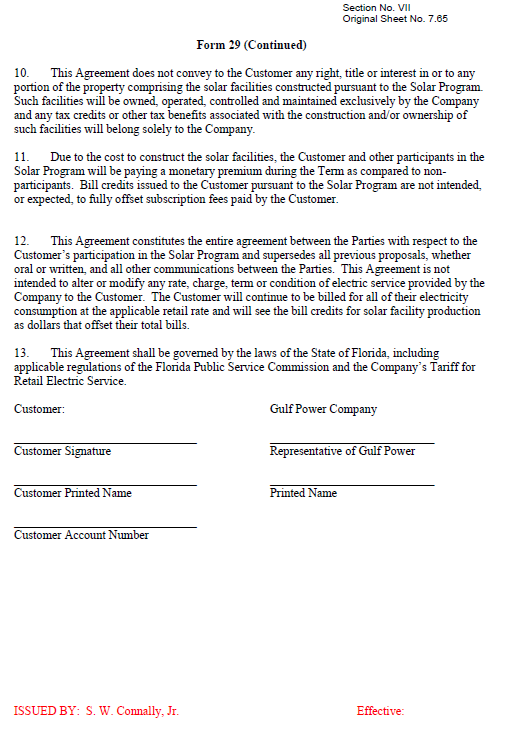 Section No. VII
Original Sheet No. 7.65
Form 29 (Continued)
10. This Agreement does not convey to the Customer any right, title or interest in or to any
portion of the property comprising the solar facilities constructed pursuant to the Solar Program.
Such facilities will be owned, operated, controlled and maintained exclusively by the Company
and any tax credits or other tax benefits associated with the construction and/or ownership of
such facilities will belong solely to the Company.
11. Due to the cost to construct the solar facilities, the Customer and other participants in the
Solar Program will be paying a monetary premium during the Term as compared to non-
participants. Bill credits issued to the Customer pursuant to the Solar Program are not intended,
or expected, to fully offset subscription fees paid by the Customer.
12. This Agreement constitutes the entire agreement between the Parties with respect to the
Customer's participation in the Solar Program and supersedes all previous proposals, whether
oral or written, and all other communications between the Parties. This Agreement is not
intended to alter or modify any rate, charge, term or condition of electric service provided by the
Company to the Customer. The Customer will continue to be billed for all of their electricity
consumption at the applicable retail rate and will see the bill credits for solar facility production
as dollars that offset their total bills.
13. This Agreement shall be governed by the laws of the State of Florida, including
applicable regulations of the Florida Public Service Commission and the Company's Tariff for
Retail Electric Service.
Customer: Gulf Power Company
Customer Signature Representative of Gulf Power
Customer Printed Name Printed Name
Customer Account Number
ISSUED BY: S. W. Connally, Jr. Effective: